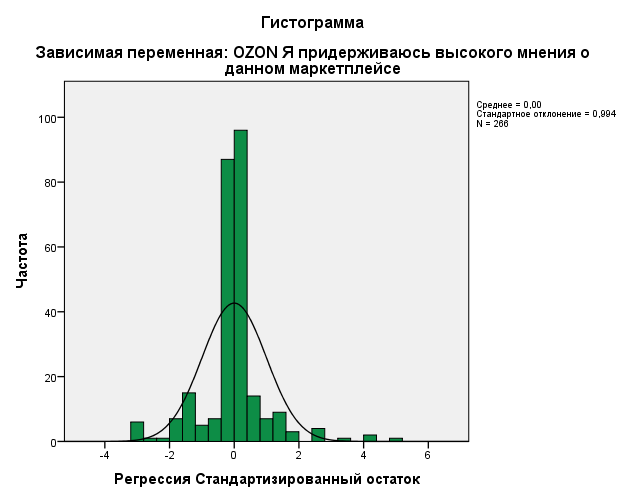 Гистограмма
Зависимая переменная: OZON Я придерживаюсь высокого мнения о
данном маркетплейсе
Среднее = 0,00
Стандартное отклонение = 0,994
N = 266
100
80
60
40
20
0
Частота
-4 -2 0 2 4 6
Регрессия Стандартизированный остаток